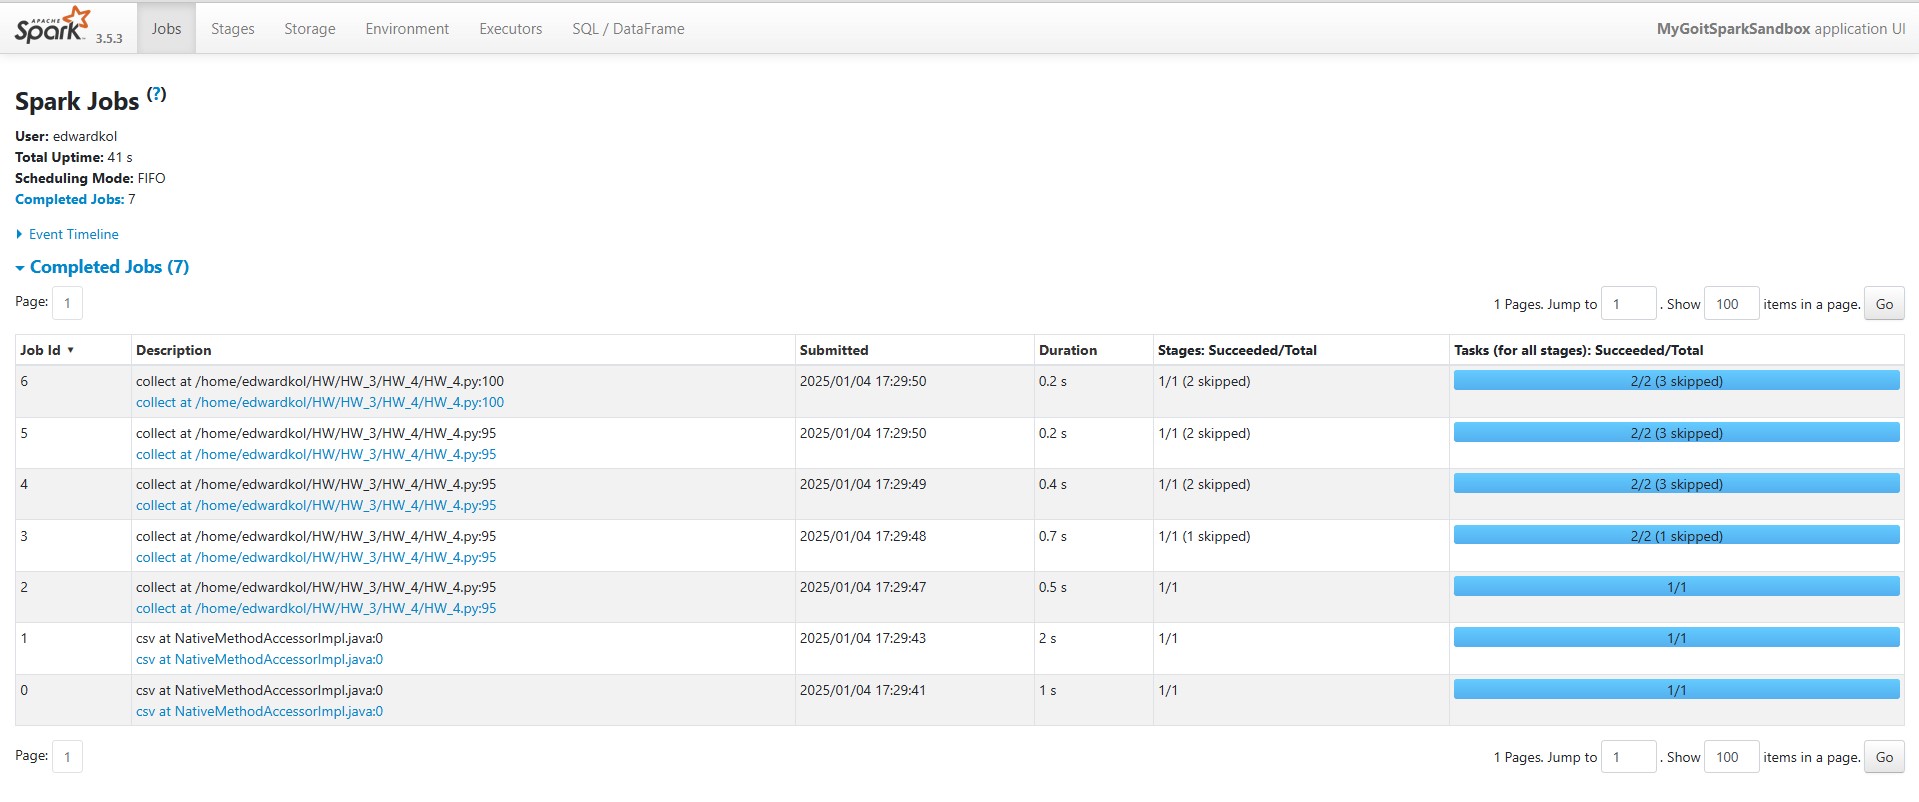 APACHE
Spark 3.5.3 Jobs Stages Storage Environment Executors SQL / DataFrame MyGoitSparkSandbox application UI
Spark Jobs (?)
User: edwardkol
Total Uptime: 41 s
Scheduling Mode: FIFO
Completed Jobs: 7
Event Timeline
Completed Jobs (7)
Page: 1 1 Pages. Jump to 1 . Show 100 items in a page. Go
Job Id ▾ Description Submitted Duration Stages: Succeeded/Total Tasks (for all stages): Succeeded/Total
6 collect at /home/edwardkol/HW/HW_3/HW_4/HW_4.py:100 2025/01/04 17:29:50 0.2 s 1/1 (2 skipped) 2/2 (3 skipped)
collect at /home/edwardkol/HW/HW_3/HW_4/HW_4.py:100
5 collect at /home/edwardkol/HW/HW_3/HW_4/HW_4.py:95 2025/01/04 17:29:50 0.2 s 1/1 (2 skipped) 2/2 (3 skipped)
collect at /home/edwardkol/HW/HW_3/HW_4/HW_4.py:95
4 collect at /home/edwardkol/HW/HW_3/HW_4/HW_4.py:95 2025/01/04 17:29:49 0.4 s 1/1 (2 skipped) 2/2 (3 skipped)
collect at /home/edwardkol/HW/HW_3/HW_4/HW_4.py:95
3 collect at /home/edwardkol/HW/HW_3/HW_4/HW_4.py:95 2025/01/04 17:29:48 0.7 s 1/1 (1 skipped) 2/2 (1 skipped)
collect at /home/edwardkol/HW/HW_3/HW_4/HW_4.py:95
2 collect at /home/edwardkol/HW/HW_3/HW_4/HW_4.py:95 2025/01/04 17:29:47 0.5 s 1/1 1/1
collect at /home/edwardkol/HW/HW_3/HW_4/HW_4.py:95
1 csv at NativeMethodAccessorImpl.java:0 2025/01/04 17:29:43 2 s 1/1 1/1
csv at NativeMethodAccessorImpl.java:0
0 csv at NativeMethodAccessorImpl.java:0 2025/01/04 17:29:41 1 s 1/1 1/1
csv at NativeMethodAccessorImpl.java:0
Page: 1 1 Pages. Jump to 1 . Show 100 items in a page. Go